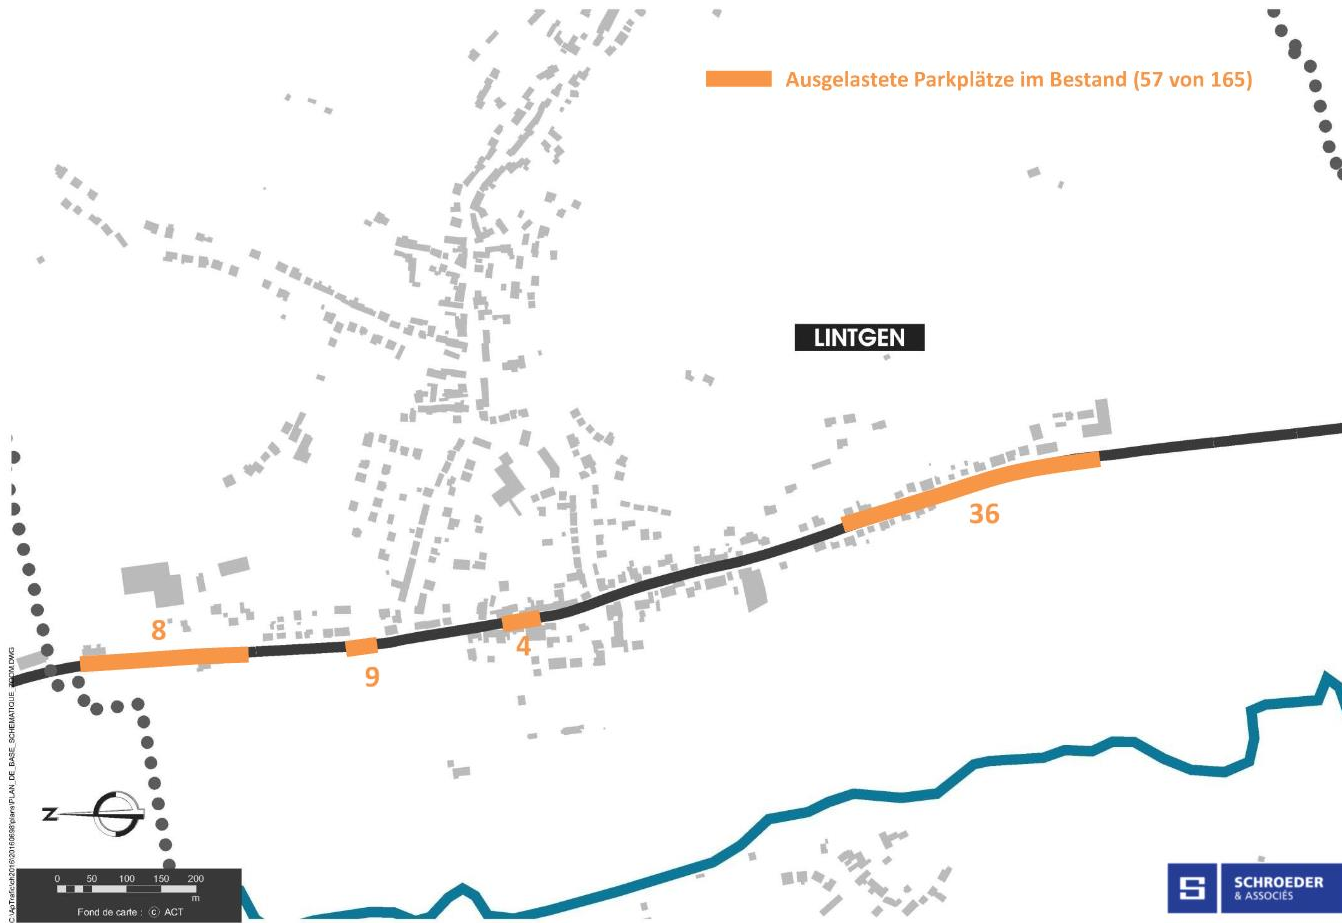 Ausgelastete Parkplätze im Bestand (57 von 165)
LINTGEN
36
8
4
9
Z
0 50 100 150 200
m
Fond de carte : © ACT
SCHROEDER
& ASSOCIÉS